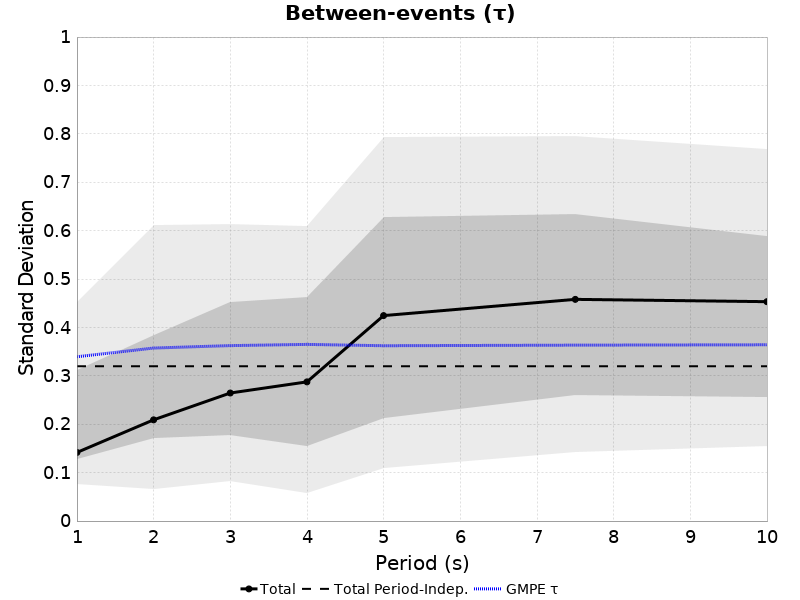 Between-events (τ)
1
0.9
0.8
0.7
0.6
0.5
0.4
0.3
0.2
0.1
0
Standard Deviation
1 2 3 4 5 6 7 8 9 10
Period (s)
Total Total Period-Indep. GMPE τ